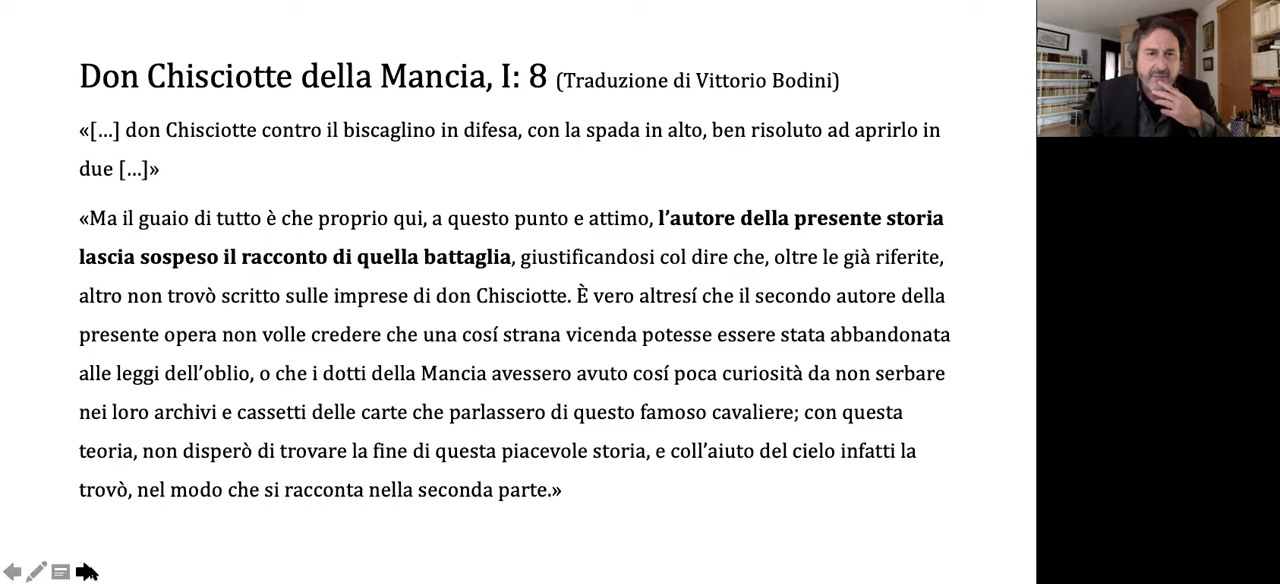 Don Chisciotte della Mancia, I: 8 (Traduzione di Vittorio Bodini)
«[…] don Chisciotte contro il biscaglino in difesa, con la spada in alto, ben risoluto ad aprirlo in
due […]»
«Ma il guaio di tutto è che proprio qui, a questo punto e attimo, l’autore della presente storia
lascia sospeso il racconto di quella battaglia, giustificandosi col dire che, oltre le già riferite,
altro non trovò scritto sulle imprese di don Chisciotte. È vero altresí che il secondo autore della
presente opera non volle credere che una cosí strana vicenda potesse essere stata abbandonata
alle leggi dell’oblio, o che i dotti della Mancia avessero avuto cosí poca curiosità da non serbare
nei loro archivi e cassetti delle carte che parlassero di questo famoso cavaliere; con questa
teoria, non disperò di trovare la fine di questa piacevole storia, e coll’aiuto del cielo infatti la
trovò, nel modo che si racconta nella seconda parte.»